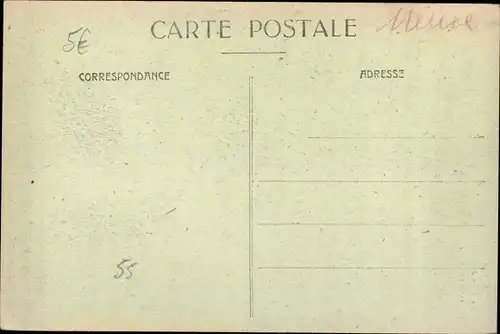 5€
CARTE POSTALE
Meuse
CORRESPONDANCE
ADRESSE
55